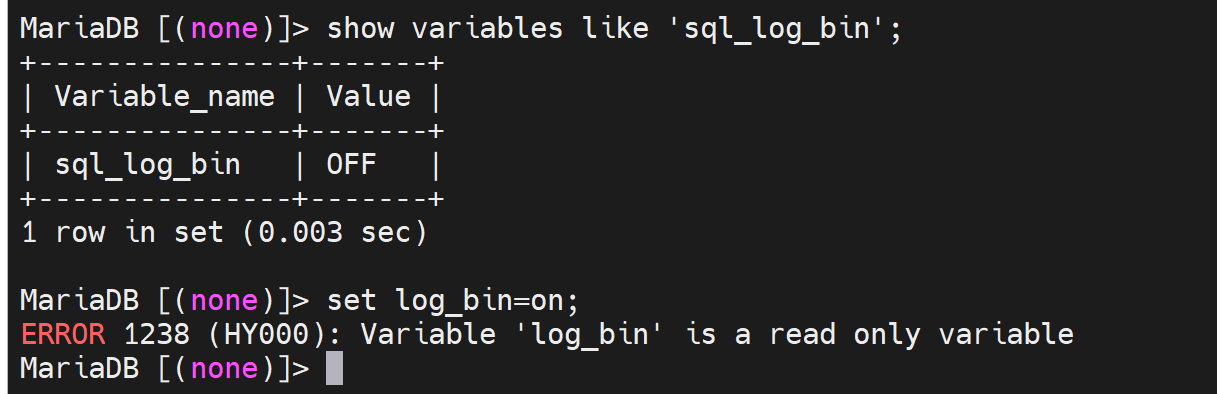 MariaDB [(none)]> show variables like 'sql_log_bin';
+---------------+-------+
| Variable_name | Value |
+---------------+-------+
| sql_log_bin   | OFF   |
+---------------+-------+
1 row in set (0.003 sec)
MariaDB [(none)]> set log_bin=on;
ERROR 1238 (HY000): Variable 'log_bin' is a read only variable
MariaDB [(none)]>